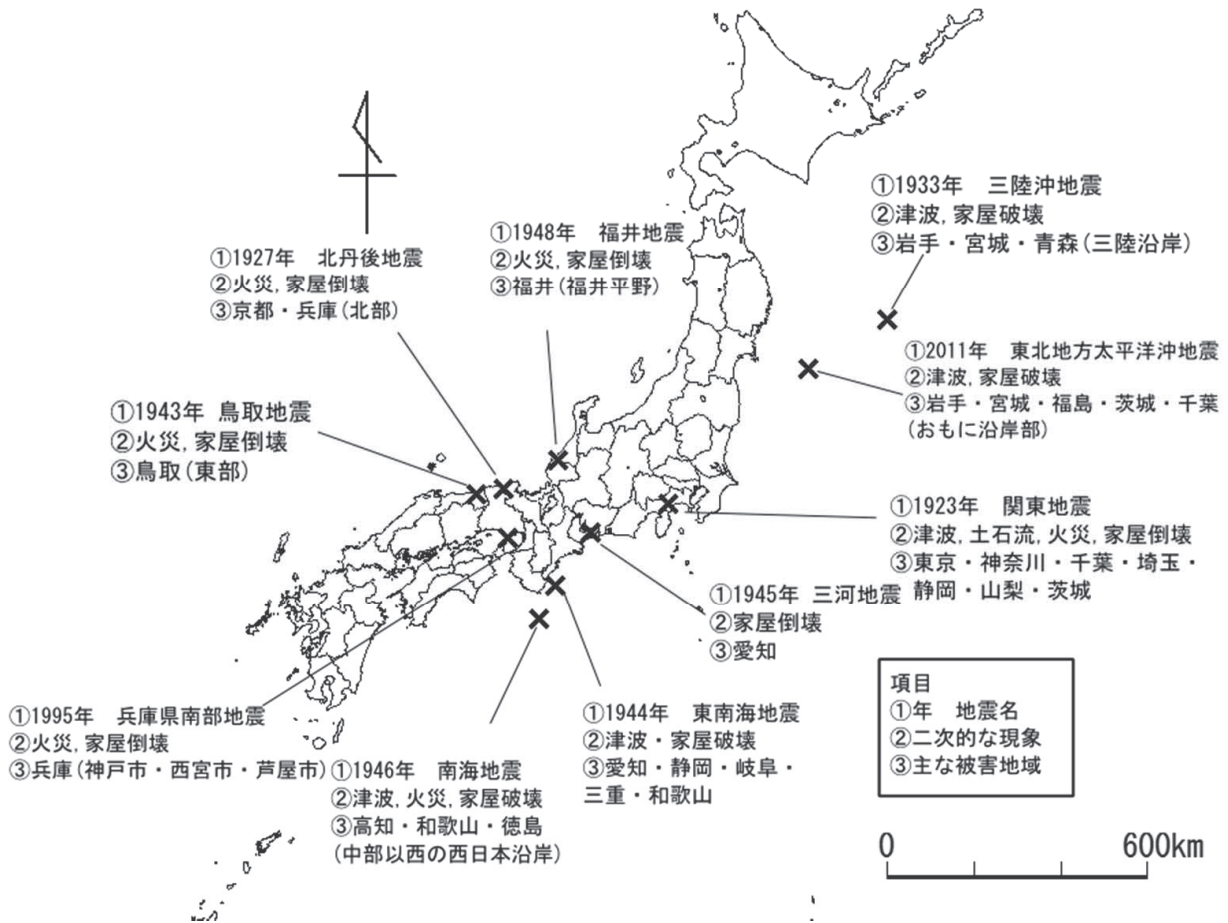 ①1933年　三陸沖地震
②津波,家屋破壊
③岩手・宮城・青森(三陸沿岸)
①1948年　福井地震
②火災,家屋倒壊
③福井(福井平野)
①1927年　北丹後地震
②火災,家屋倒壊
③京都・兵庫(北部)
①2011年　東北地方太平洋沖地震
②津波,家屋破壊
③岩手・宮城・福島・茨城・千葉
(おもに沿岸部)
①1943年 鳥取地震
②火災,家屋倒壊
③鳥取(東部)
①1923年　関東地震
②津波,土石流,火災,家屋倒壊
③東京・神奈川・千葉・埼玉・
静岡・山梨・茨城
①1945年 三河地震
②家屋倒壊
③愛知
①1995年　兵庫県南部地震
②火災,家屋倒壊
③兵庫(神戸市・西宮市・芦屋市)
①1946年　南海地震
②津波,火災,家屋破壊
③高知・和歌山・徳島
(中部以西の西日本沿岸)
①1944年　東南海地震
②津波・家屋破壊
③愛知・静岡・岐阜・
三重・和歌山
項目
①年　地震名
②二次的な現象
③主な被害地域
0 600km